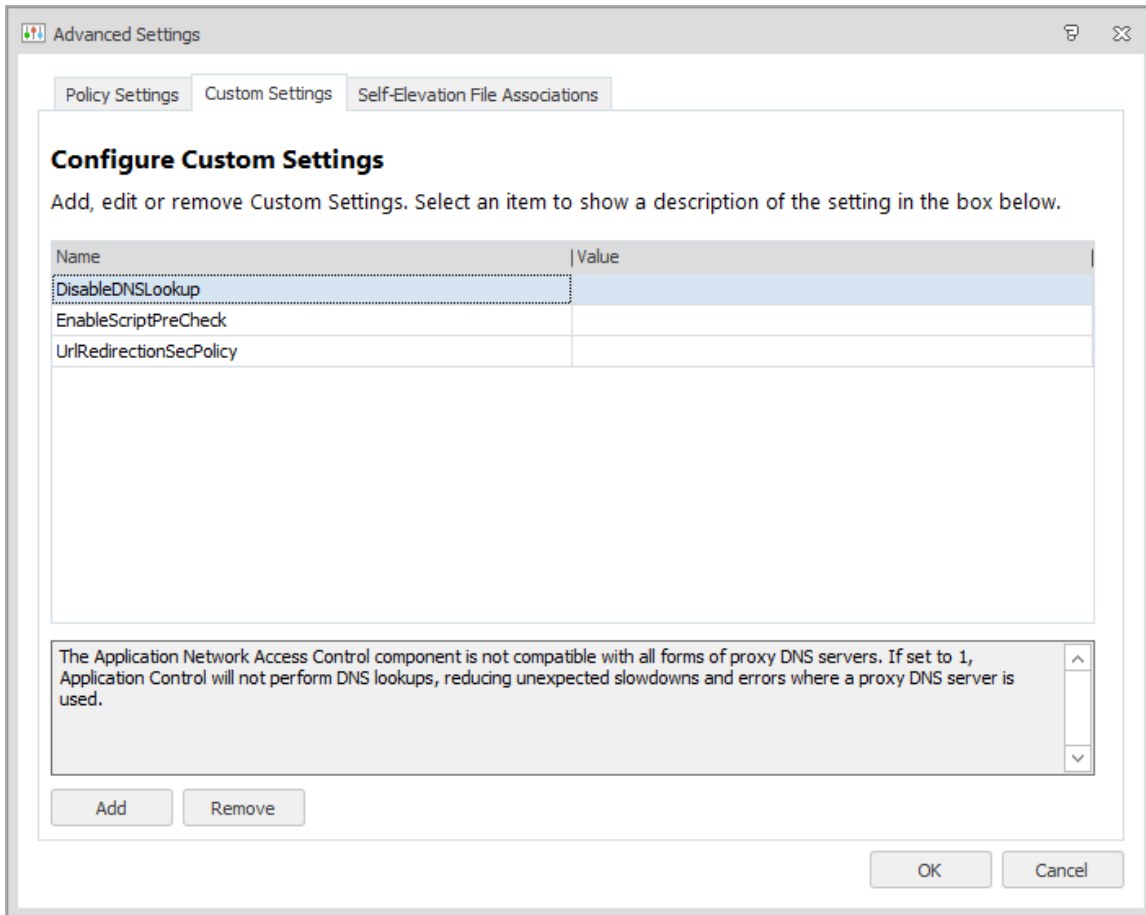 Advanced Settings
Policy Settings Custom Settings Self-Elevation File Associations
Configure Custom Settings
Add, edit or remove Custom Settings. Select an item to show a description of the setting in the box below.
Name Value
DisableDNSLookup
EnableScriptPreCheck
UrlRedirectionSecPolicy
The Application Network Access Control component is not compatible with all forms of proxy DNS servers. If set to 1,
Application Control will not perform DNS lookups, reducing unexpected slowdowns and errors where a proxy DNS server is
used.
Add Remove
OK Cancel